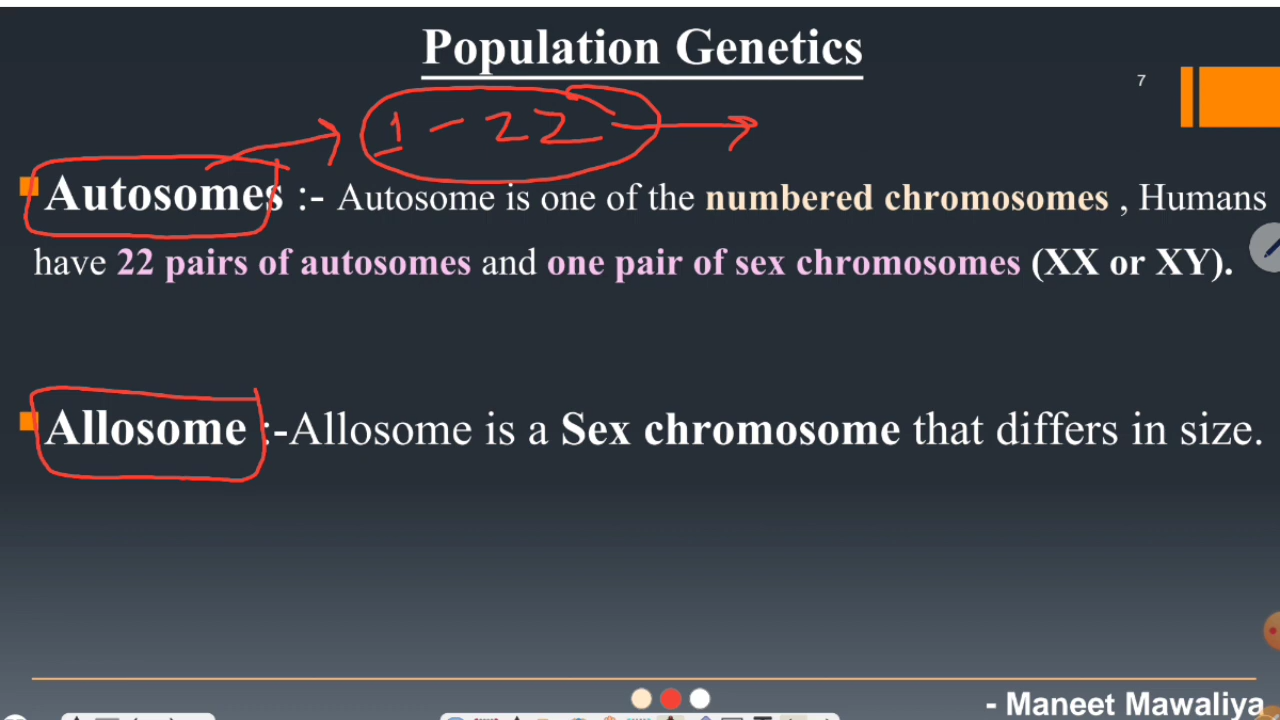 Population Genetics
7
1 - 22
Autosomes :- Autosome is one of the numbered chromosomes , Humans
have 22 pairs of autosomes and one pair of sex chromosomes (XX or XY).
Allosome :-Allosome is a Sex chromosome that differs in size.
- Maneet Mawaliya